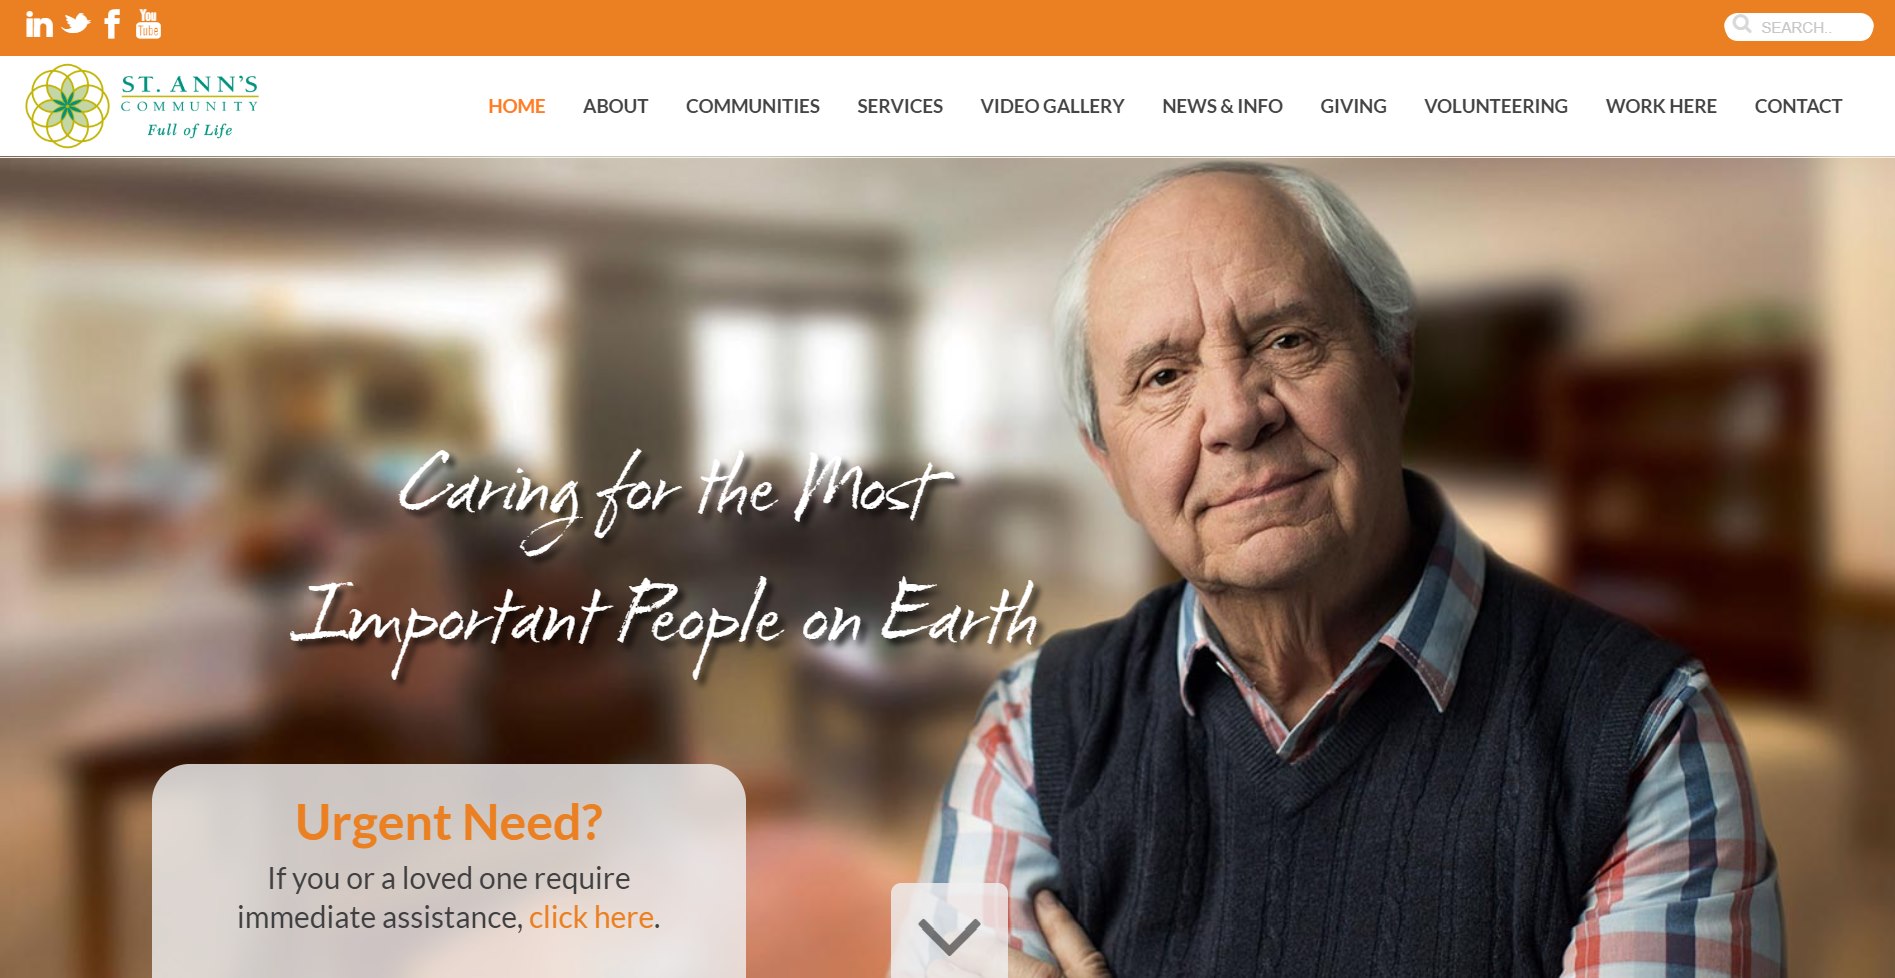 in You Tube
SEARCH..
ST. ANN'S
COMMUNITY
Full of Life
HOME ABOUT COMMUNITIES SERVICES VIDEO GALLERY NEWS & INFO GIVING VOLUNTEERING WORK HERE CONTACT
Caring for the Most
Important People on Earth
Urgent Need?
If you or a loved one require
immediate assistance, click here.